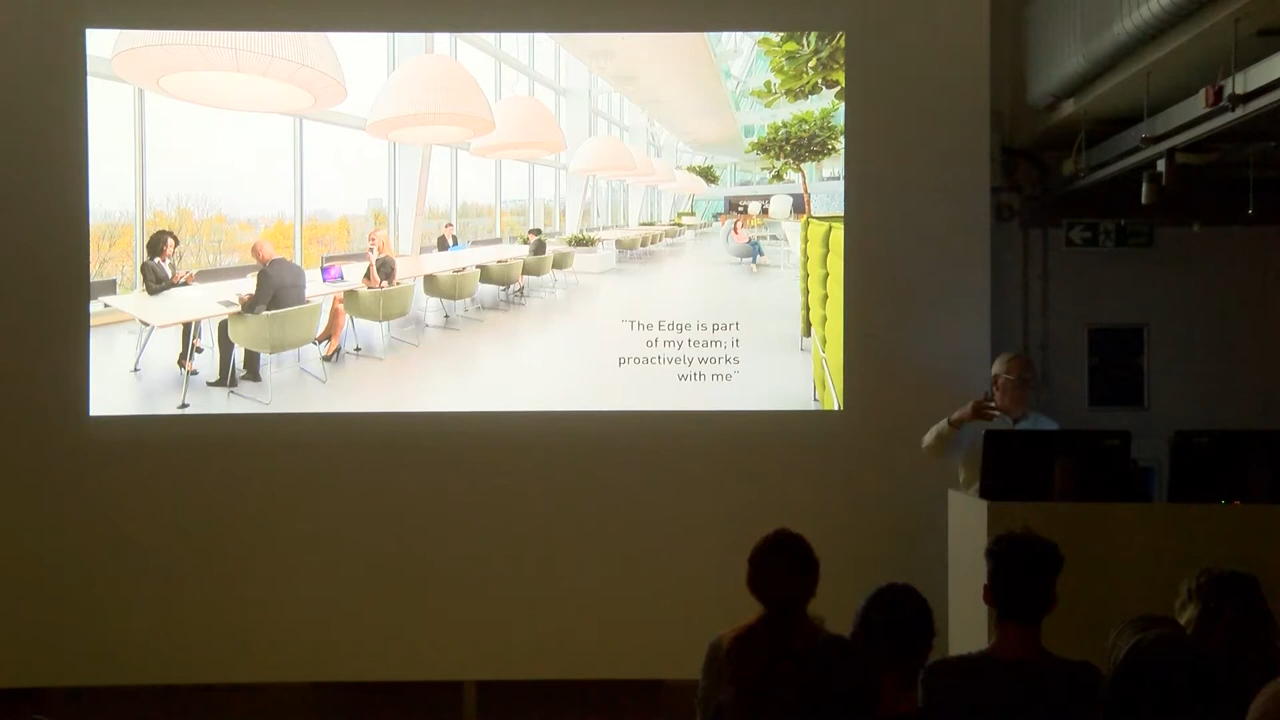 "The Edge is part
of my team; it
proactively works
with me"